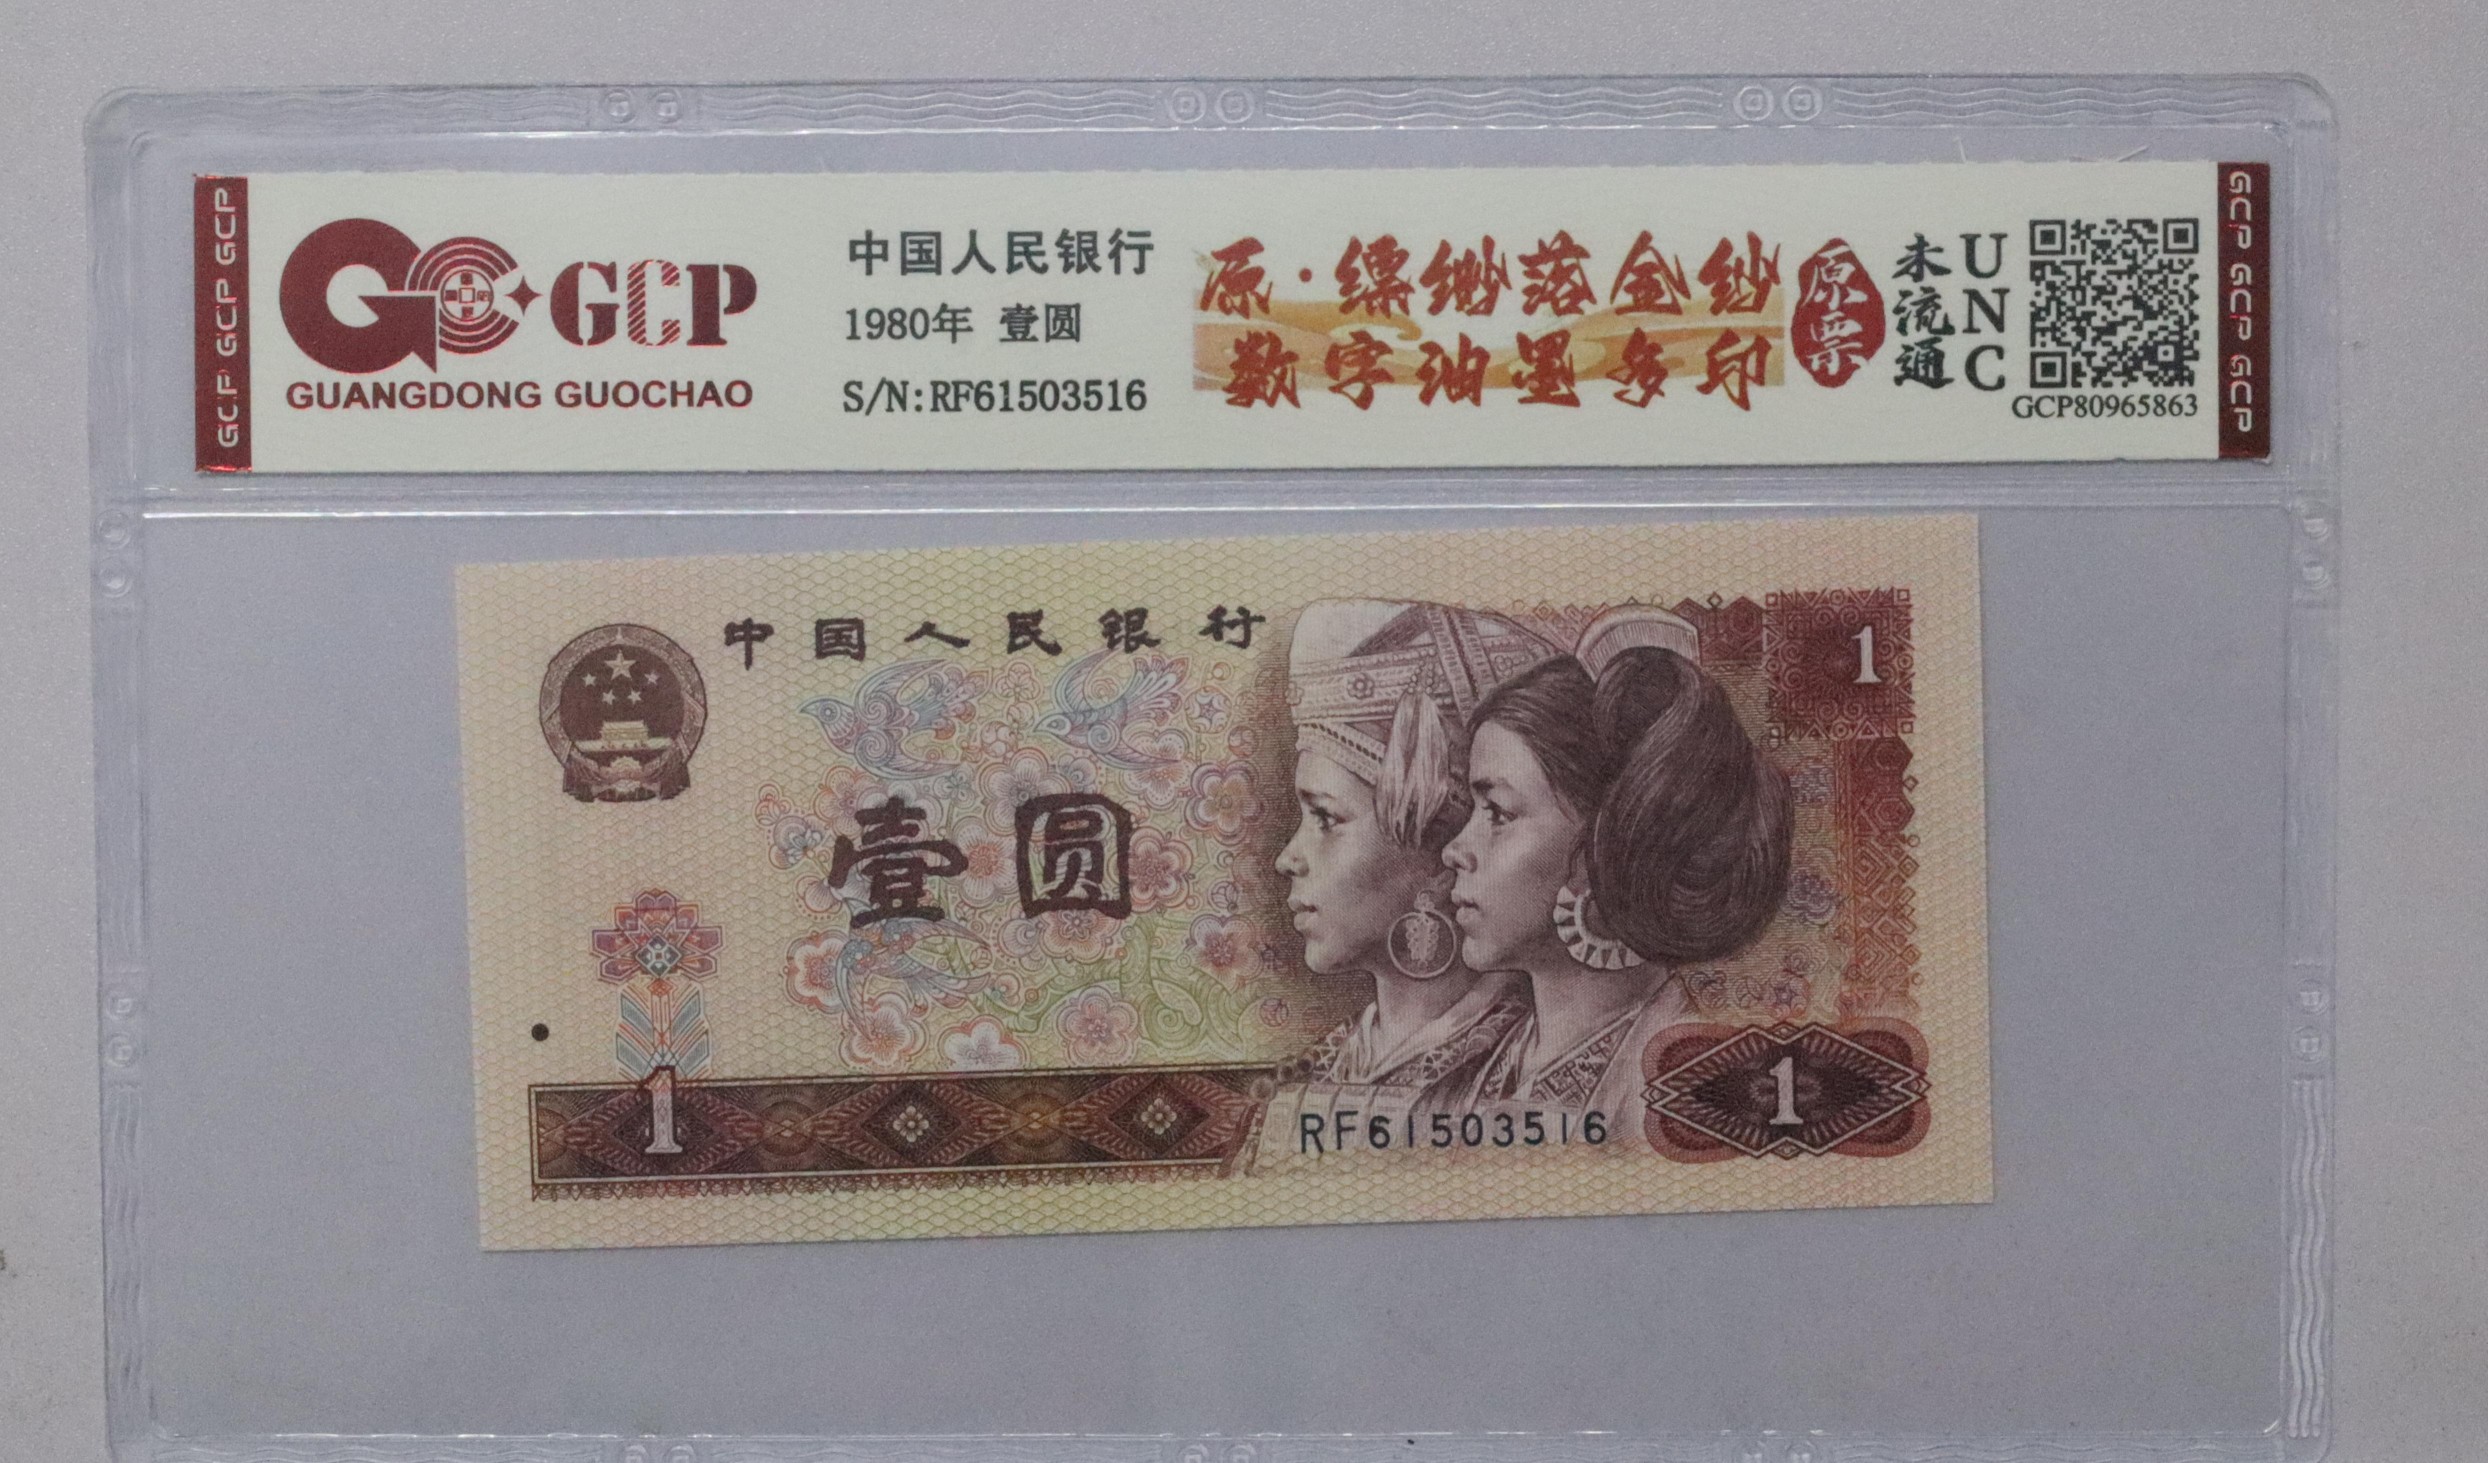 GCP GCP GCP
GCP
GUANGDONG GUOCHAO
中国人民银行
1980年 壹圆
S/N:RF61503516
原·缥缈落金纱
数字油墨多印
原票
未流通
UNC
GCP80965863
GCP GCP GCP
中国人民银行
1
壹圆
1
RF61503516
1